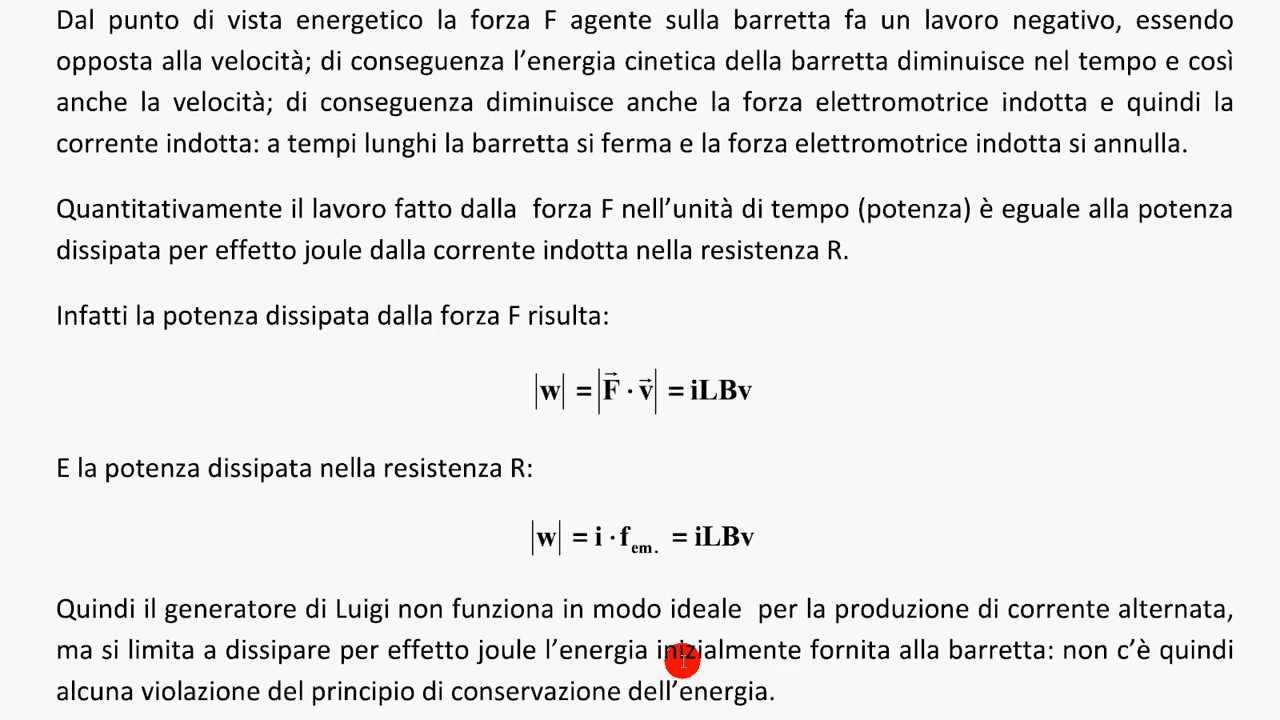 Dal punto di vista energetico la forza F agente sulla barretta fa un lavoro negativo, essendo
opposta alla velocità; di conseguenza l’energia cinetica della barretta diminuisce nel tempo e così
anche la velocità; di conseguenza diminuisce anche la forza elettromotrice indotta e quindi la
corrente indotta: a tempi lunghi la barretta si ferma e la forza elettromotrice indotta si annulla.
Quantitativamente il lavoro fatto dalla  forza F nell’unità di tempo (potenza) è eguale alla potenza
dissipata per effetto joule dalla corrente indotta nella resistenza R.
Infatti la potenza dissipata dalla forza F risulta:
|w| = |F⃗ · v⃗| = iLBv
E la potenza dissipata nella resistenza R:
|w| = i · f_em. = iLBv
Quindi il generatore di Luigi non funziona in modo ideale  per la produzione di corrente alternata,
ma si limita a dissipare per effetto joule l’energia inizialmente fornita alla barretta: non c’è quindi
alcuna violazione del principio di conservazione dell’energia.